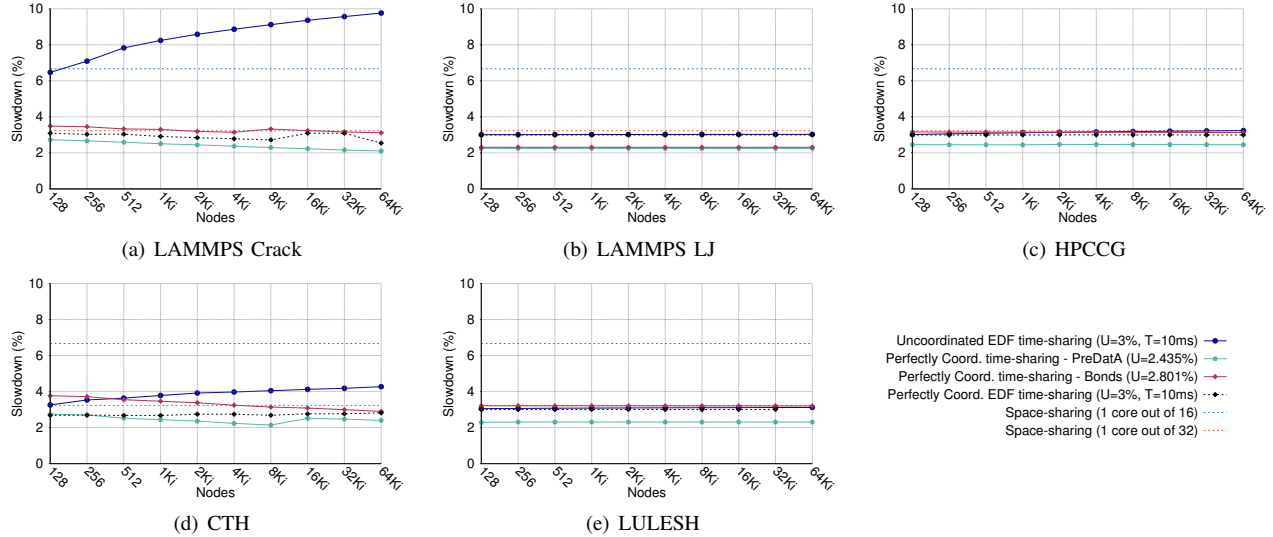 10
8
6
4
2
0
Slowdown (%)
128
256
512
1Ki
2Ki
4Ki
8Ki
16Ki
32Ki
64Ki
Nodes
(a) LAMMPS Crack
10
8
6
4
2
0
Slowdown (%)
128
256
512
1Ki
2Ki
4Ki
8Ki
16Ki
32Ki
64Ki
Nodes
(b) LAMMPS LJ
10
8
6
4
2
0
Slowdown (%)
128
256
512
1Ki
2Ki
4Ki
8Ki
16Ki
32Ki
64Ki
Nodes
(c) HPCCG
10
8
6
4
2
0
Slowdown (%)
128
256
512
1Ki
2Ki
4Ki
8Ki
16Ki
32Ki
64Ki
Nodes
(d) CTH
10
8
6
4
2
0
Slowdown (%)
128
256
512
1Ki
2Ki
4Ki
8Ki
16Ki
32Ki
64Ki
Nodes
(e) LULESH
Uncoordinated EDF time-sharing (U=3%, T=10ms)
Perfectly Coord. time-sharing - PreDatA (U=2.435%)
Perfectly Coord. time-sharing - Bonds (U=2.801%)
Perfectly Coord. EDF time-sharing (U=3%, T=10ms)
Space-sharing (1 core out of 16)
Space-sharing (1 core out of 32)